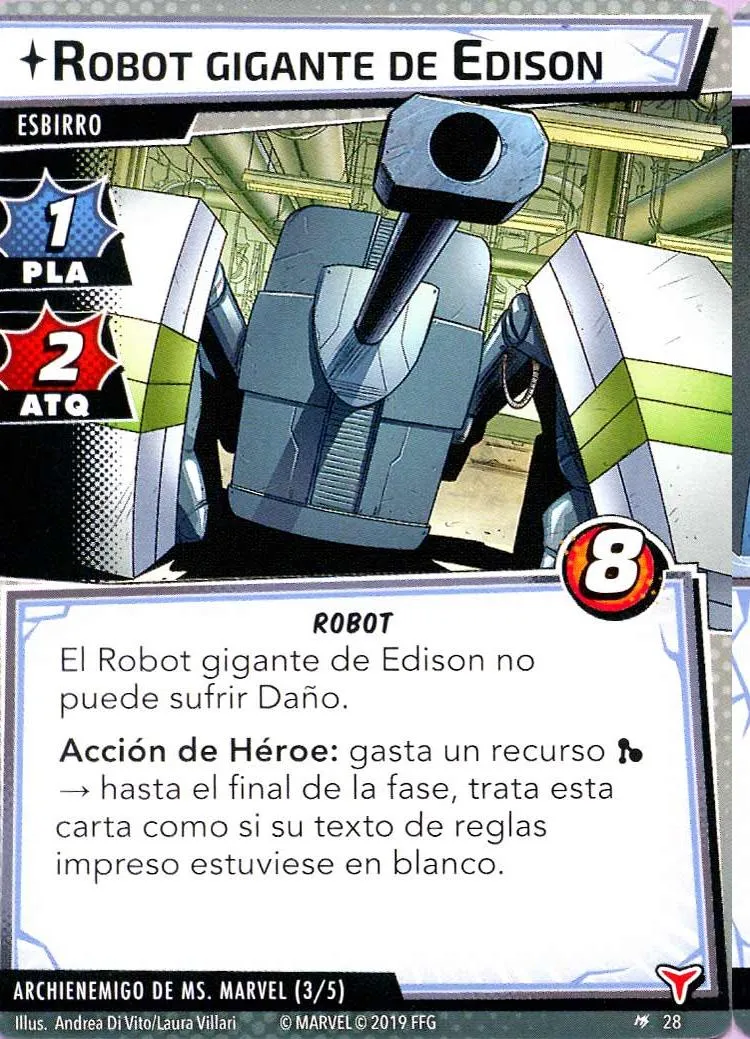 ROBOT GIGANTE DE EDISON
ESBIRRO
1
PLA
2
ATQ
8
ROBOT
El Robot gigante de Edison no
puede sufrir Daño.
Acción de Héroe: gasta un recurso
→ hasta el final de la fase, trata esta
carta como si su texto de reglas
impreso estuviese en blanco.
ARCHIENEMIGO DE MS. MARVEL (3/5)
Illus. Andrea Di Vito/Laura Villari © MARVEL © 2019 FFG 28